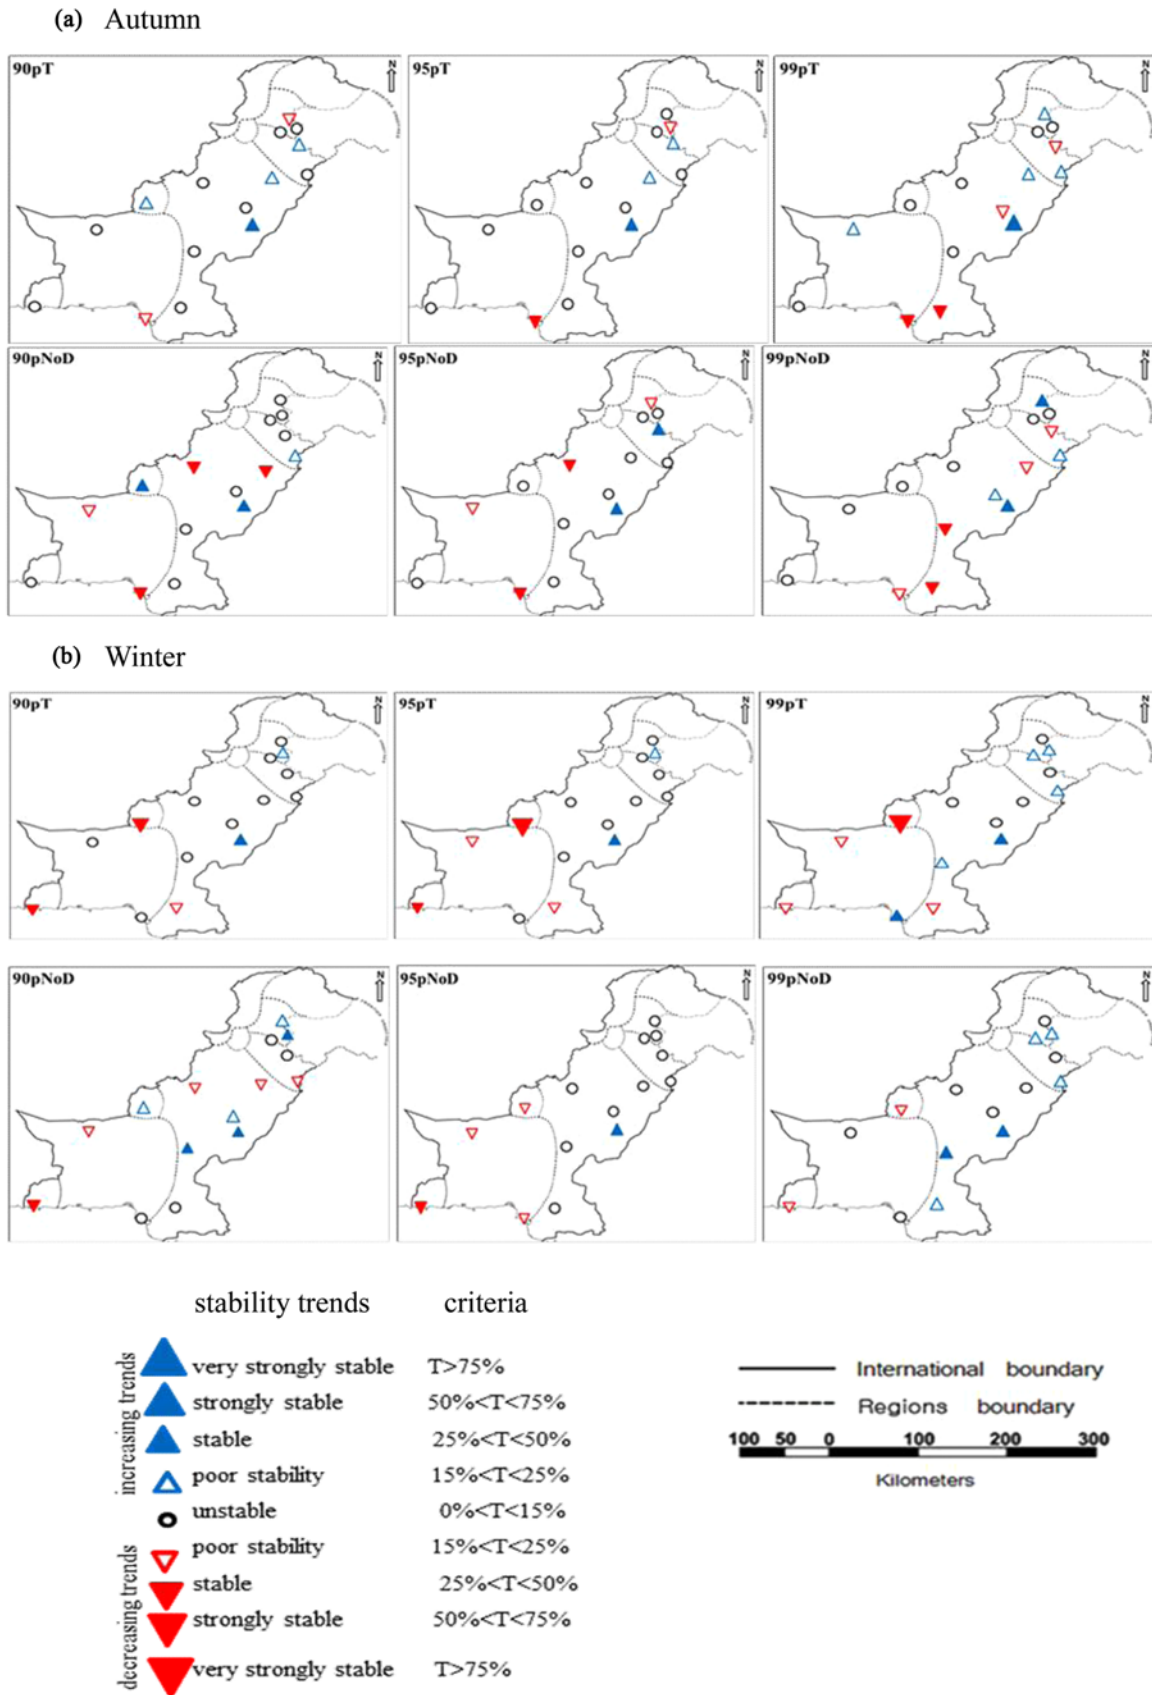 (a) Autumn
90pT N
95pT N
99pT N
90pNoD N
95pNoD N
99pNoD N
(b) Winter
90pT N
95pT N
99pT N
90pNoD N
95pNoD N
99pNoD N
stability trends criteria
increasing trends
very strongly stable T>75%
strongly stable 50%<T<75%
stable 25%<T<50%
poor stability 15%<T<25%
unstable 0%<T<15%
decreasing trends
poor stability 15%<T<25%
stable 25%<T<50%
strongly stable 50%<T<75%
very strongly stable T>75%
International boundary
Regions boundary
100 50 0 100 200 300
Kilometers